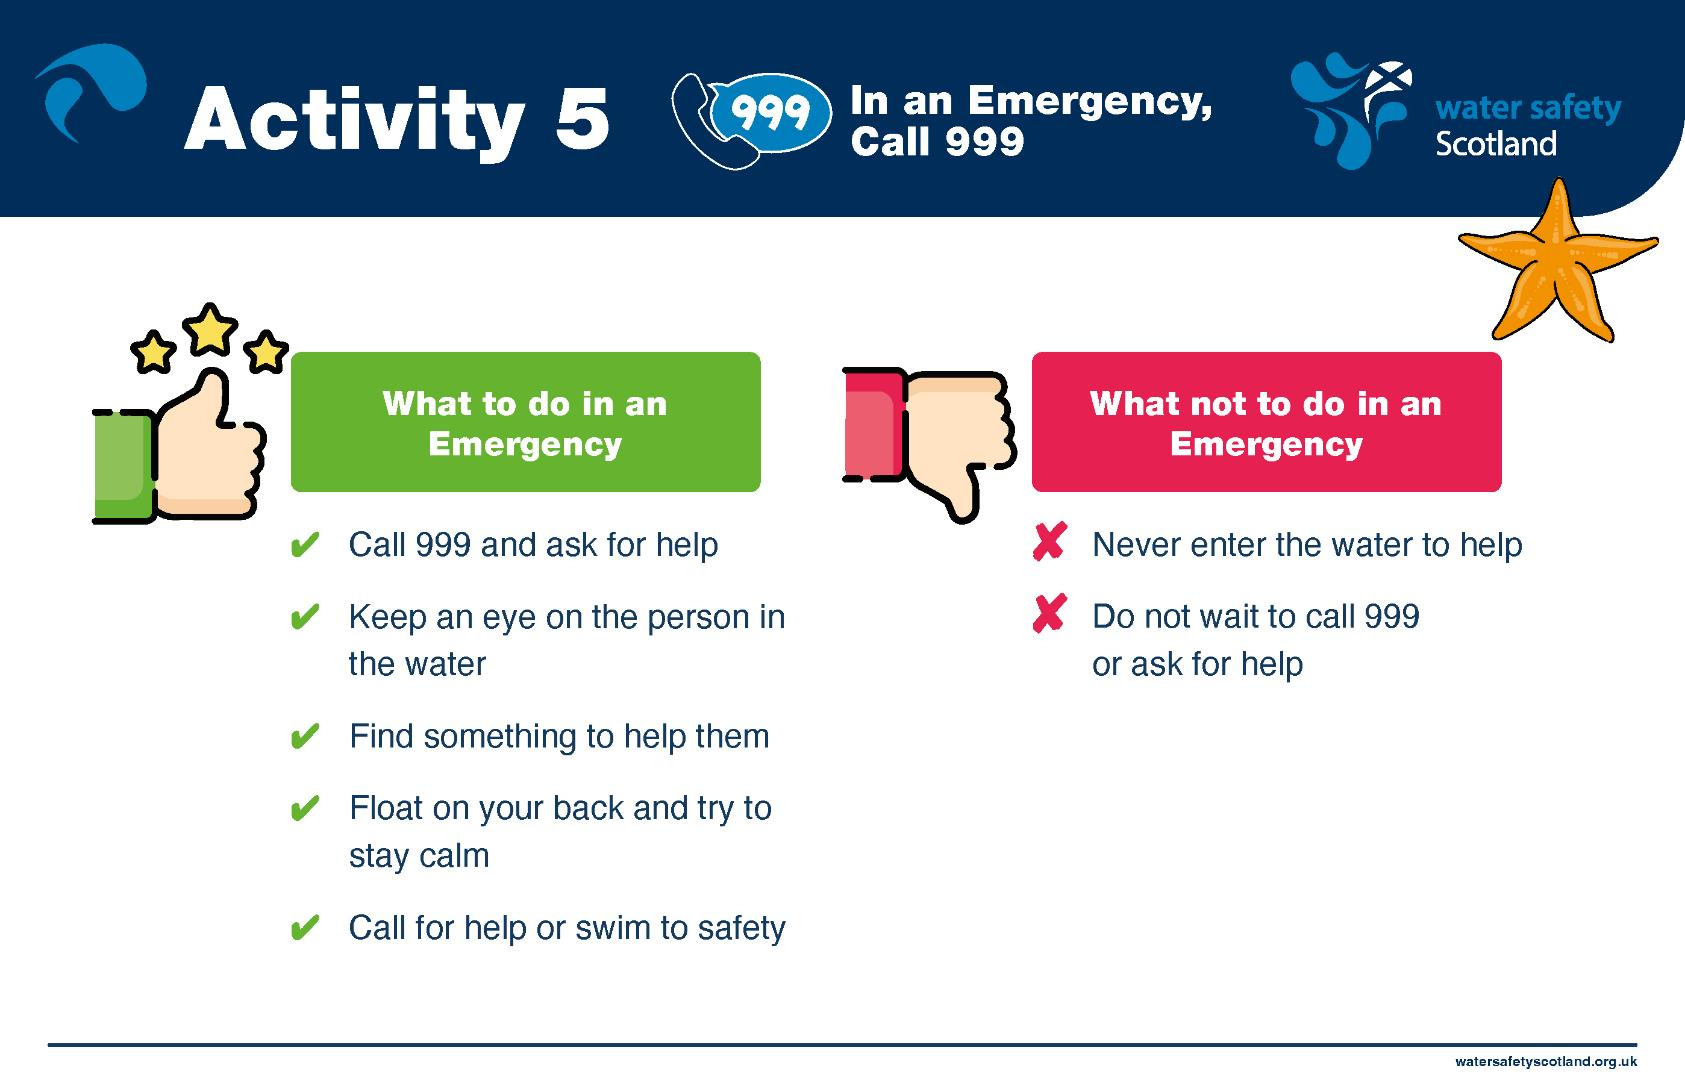 Activity 5
999
In an Emergency,
Call 999
water safety
Scotland
What to do in an
Emergency
Call 999 and ask for help
Keep an eye on the person in
the water
Find something to help them
Float on your back and try to
stay calm
Call for help or swim to safety
What not to do in an
Emergency
Never enter the water to help
Do not wait to call 999
or ask for help
watersafetyscotland.org.uk